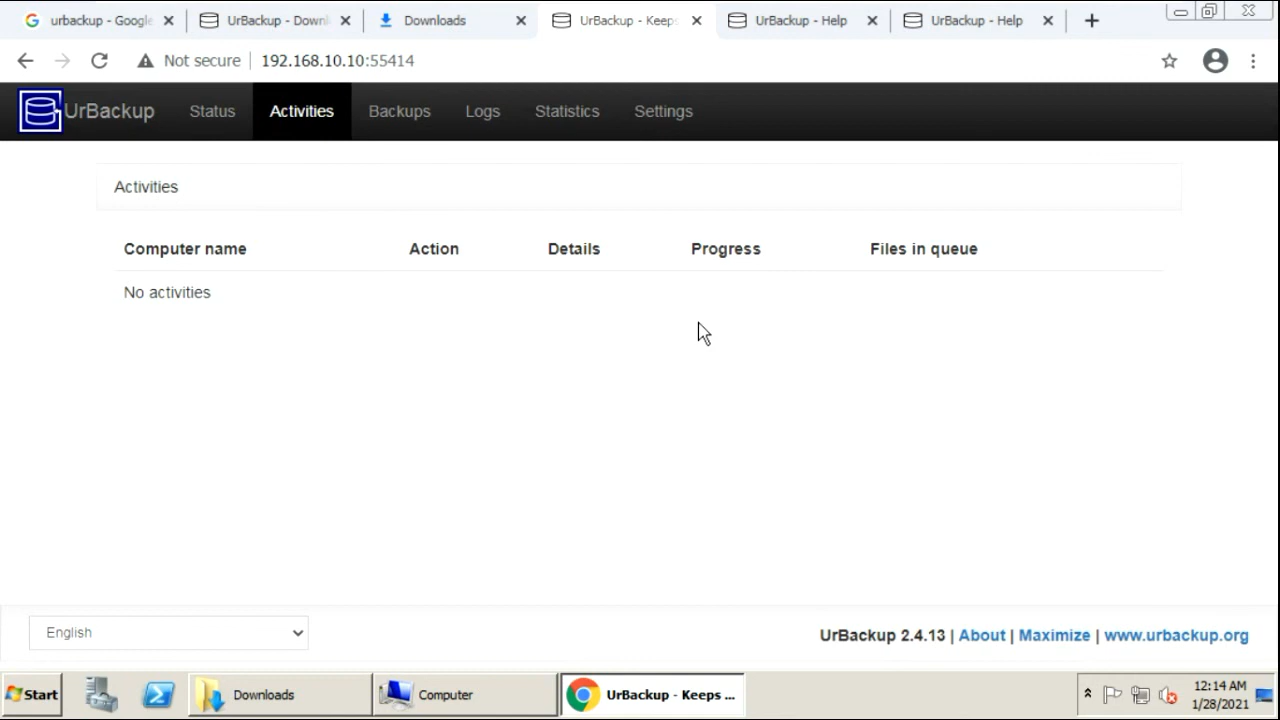 urbackup - Google
UrBackup - Downl
Downloads
UrBackup - Keeps
UrBackup - Help
UrBackup - Help
Not secure
192.168.10.10:55414
UrBackup
Status
Activities
Backups
Logs
Statistics
Settings
Activities
Computer name
Action
Details
Progress
Files in queue
No activities
English
UrBackup 2.4.13 | About | Maximize | www.urbackup.org
Start
Downloads
Computer
UrBackup - Keeps ...
12:14 AM
1/28/2021